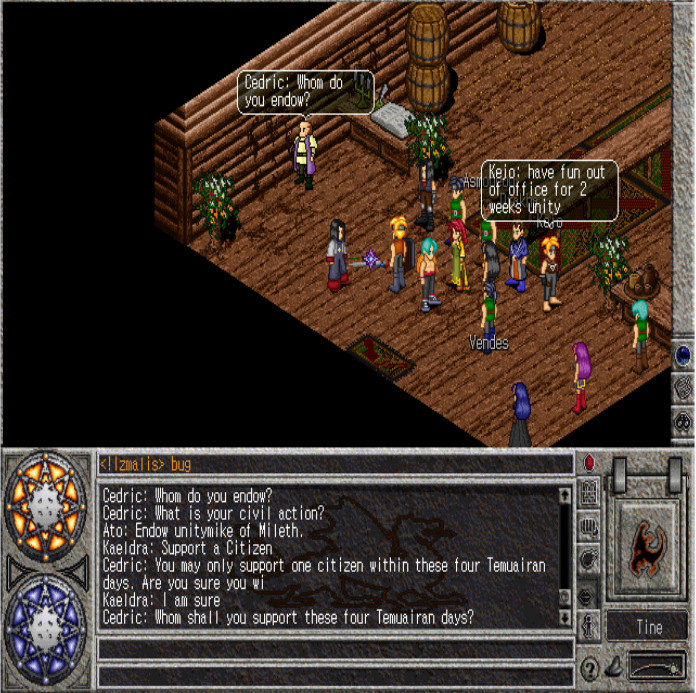 Cedric: Whom do
you endow?
Kejo: have fun out
of office for 2
weeks unity
Kejo
Vendes
<!Izmalis> bug
Cedric: Whom do you endow?
Cedric: What is your civil action?
Ato: Endow unitymike of Mileth.
Kaeldra: Support a Citizen
Cedric: You may only support one citizen within these four Temuairan
days. Are you sure you wi
Kaeldra: I am sure
Cedric: Whom shall you support these four Temuairan days?
Tine